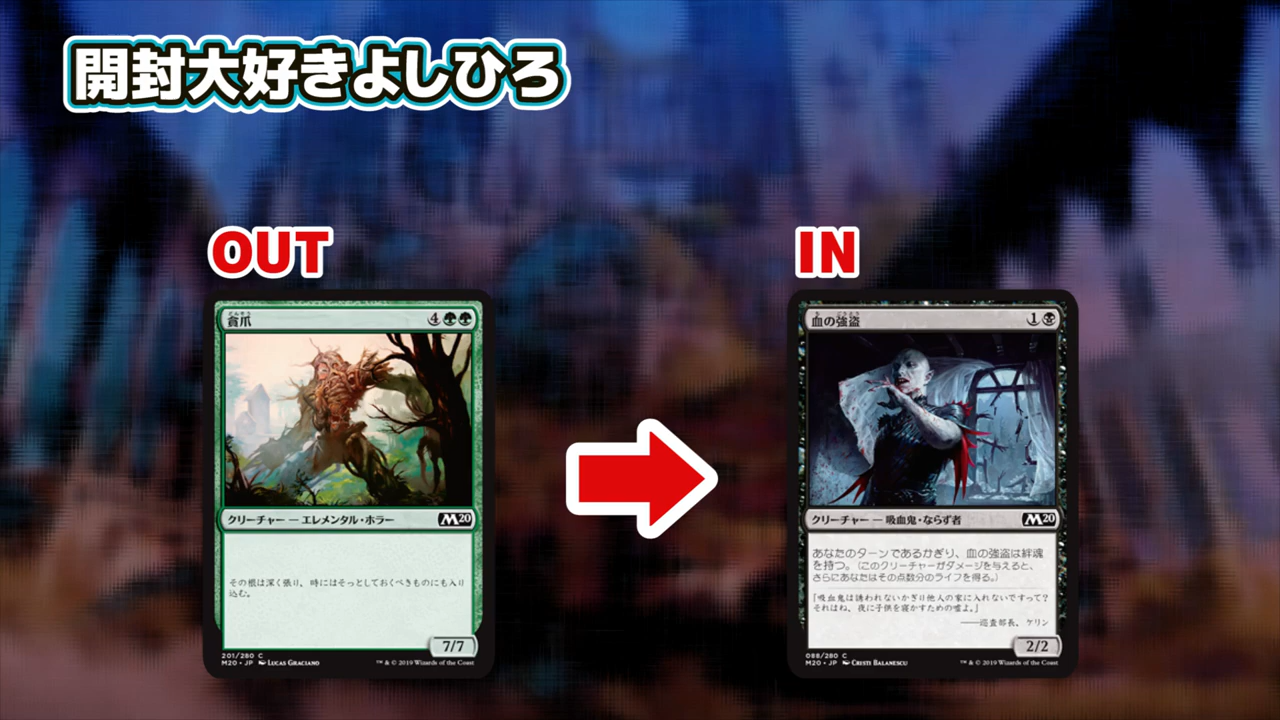 開封大好きよしひろ
OUT
IN
どんそう
貪爪
4
クリーチャー — エレメンタル・ホラー
M20
その根は深く張り、時にはそっとしておくべきものにも入り
込む。
7/7
201/280 C
M20・JP LUCAS GRACIANO
™ & © 2019 Wizards of the Coast
血の強盗
1
クリーチャー — 吸血鬼・ならず者
M20
あなたのターンであるかぎり、血の強盗は絆魂
を持つ。(このクリーチャーがダメージを与えると、
さらにあなたはその点数分のライフを得る。)
「吸血鬼は誘われないかぎり他人の家に入れないですって?
それはね、夜に子供を寝かすための嘘よ。」
——巡査部長、ケリン
2/2
088/280 C
M20・JP CRISTI BALANESCU
™ & © 2019 Wizards of the Coast